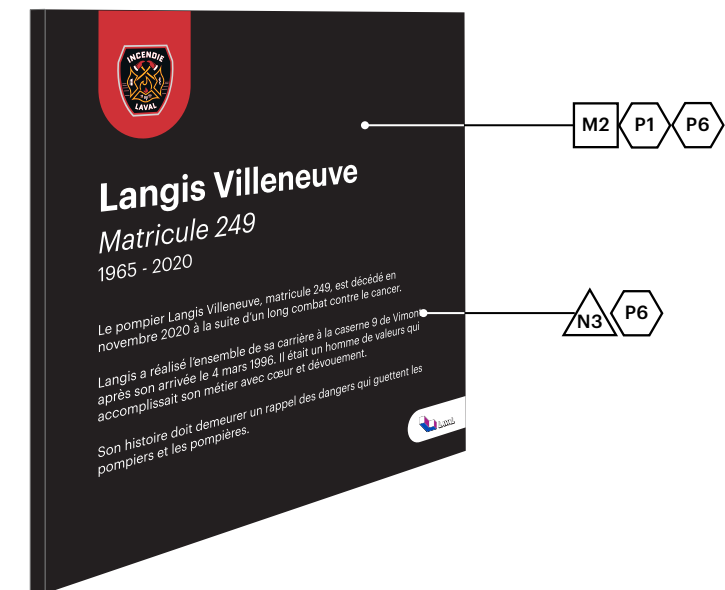 INCENDIE
LAVAL
M2 P1 P6
Langis Villeneuve
Matricule 249
1965 - 2020
Le pompier Langis Villeneuve, matricule 249, est décédé en
novembre 2020 à la suite d'un long combat contre le cancer.
N3 P6
Langis a réalisé l'ensemble de sa carrière à la caserne 9 de Vimont
après son arrivée le 4 mars 1996. Il était un homme de valeurs qui
accomplissait son métier avec cœur et dévouement.
Son histoire doit demeurer un rappel des dangers qui guettent les
pompiers et les pompières.
LAVAL